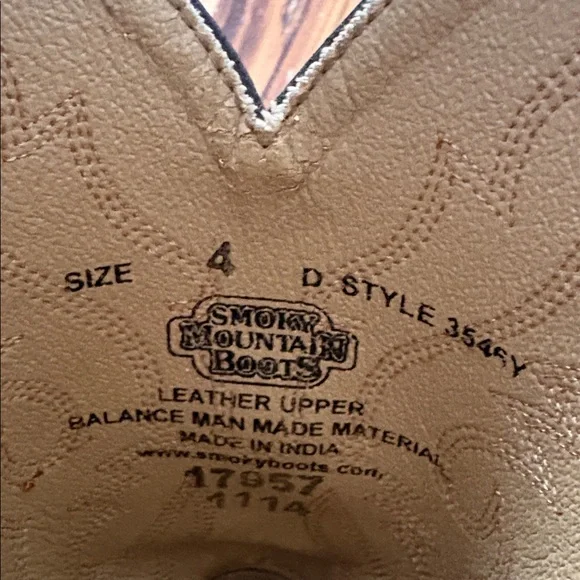 SIZE 4 D STYLE 3546Y
SMOKY
MOUNTAIN
BOOTS
LEATHER UPPER
BALANCE MAN MADE MATERIAL
MADE IN INDIA
www.smokyboots.com,
17957
1114